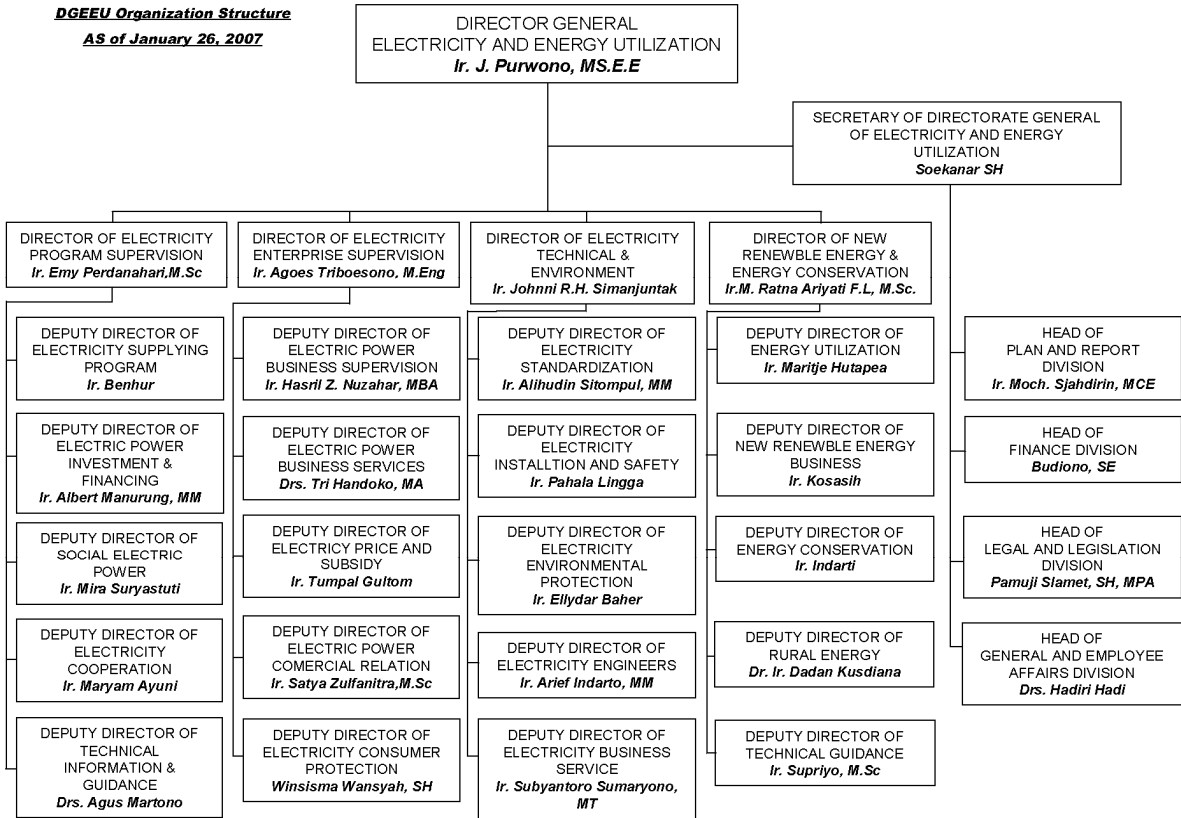 DGEEU Organization Structure
AS of January 26, 2007
DIRECTOR GENERAL
ELECTRICITY AND ENERGY UTILIZATION
Ir. J. Purwono, MS.E.E
SECRETARY OF DIRECTORATE GENERAL
OF ELECTRICITY AND ENERGY
UTILIZATION
Soekanar SH
DIRECTOR OF ELECTRICITY
PROGRAM SUPERVISION
Ir. Emy Perdanahari,M.Sc
DIRECTOR OF ELECTRICITY
ENTERPRISE SUPERVISION
Ir. Agoes Triboesono, M.Eng
DIRECTOR OF ELECTRICITY
TECHNICAL &
ENVIRONMENT
Ir. Johnni R.H. Simanjuntak
DIRECTOR OF NEW
RENEWBLE ENERGY &
ENERGY CONSERVATION
Ir.M. Ratna Ariyati F.L, M.Sc.
DEPUTY DIRECTOR OF
ELECTRICITY SUPPLYING
PROGRAM
Ir. Benhur
DEPUTY DIRECTOR OF
ELECTRIC POWER
BUSINESS SUPERVISION
Ir. Hasril Z. Nuzahar, MBA
DEPUTY DIRECTOR OF
ELECTRICITY
STANDARDIZATION
Ir. Alihudin Sitompul, MM
DEPUTY DIRECTOR OF
ENERGY UTILIZATION
Ir. Maritje Hutapea
HEAD OF
PLAN AND REPORT
DIVISION
Ir. Moch. Sjahdirin, MCE
DEPUTY DIRECTOR OF
ELECTRIC POWER
INVESTMENT &
FINANCING
Ir. Albert Manurung, MM
DEPUTY DIRECTOR OF
ELECTRIC POWER
BUSINESS SERVICES
Drs. Tri Handoko, MA
DEPUTY DIRECTOR OF
ELECTRICITY
INSTALLTION AND SAFETY
Ir. Pahala Lingga
DEPUTY DIRECTOR OF
NEW RENEWBLE ENERGY
BUSINESS
Ir. Kosasih
HEAD OF
FINANCE DIVISION
Budiono, SE
DEPUTY DIRECTOR OF
SOCIAL ELECTRIC
POWER
Ir. Mira Suryastuti
DEPUTY DIRECTOR OF
ELECTRICY PRICE AND
SUBSIDY
Ir. Tumpal Gultom
DEPUTY DIRECTOR OF
ELECTRICITY
ENVIRONMENTAL
PROTECTION
Ir. Ellydar Baher
DEPUTY DIRECTOR OF
ENERGY CONSERVATION
Ir. Indarti
HEAD OF
LEGAL AND LEGISLATION
DIVISION
Pamuji Slamet, SH, MPA
DEPUTY DIRECTOR OF
ELECTRICITY
COOPERATION
Ir. Maryam Ayuni
DEPUTY DIRECTOR OF
ELECTRIC POWER
COMERCIAL RELATION
Ir. Satya Zulfanitra,M.Sc
DEPUTY DIRECTOR OF
ELECTRICITY ENGINEERS
Ir. Arief Indarto, MM
DEPUTY DIRECTOR OF
RURAL ENERGY
Dr. Ir. Dadan Kusdiana
HEAD OF
GENERAL AND EMPLOYEE
AFFAIRS DIVISION
Drs. Hadiri Hadi
DEPUTY DIRECTOR OF
TECHNICAL
INFORMATION &
GUIDANCE
Drs. Agus Martono
DEPUTY DIRECTOR OF
ELECTRICITY CONSUMER
PROTECTION
Winsisma Wansyah, SH
DEPUTY DIRECTOR OF
ELECTRICITY BUSINESS
SERVICE
Ir. Subyantoro Sumaryono,
MT
DEPUTY DIRECTOR OF
TECHNICAL GUIDANCE
Ir. Supriyo, M.Sc